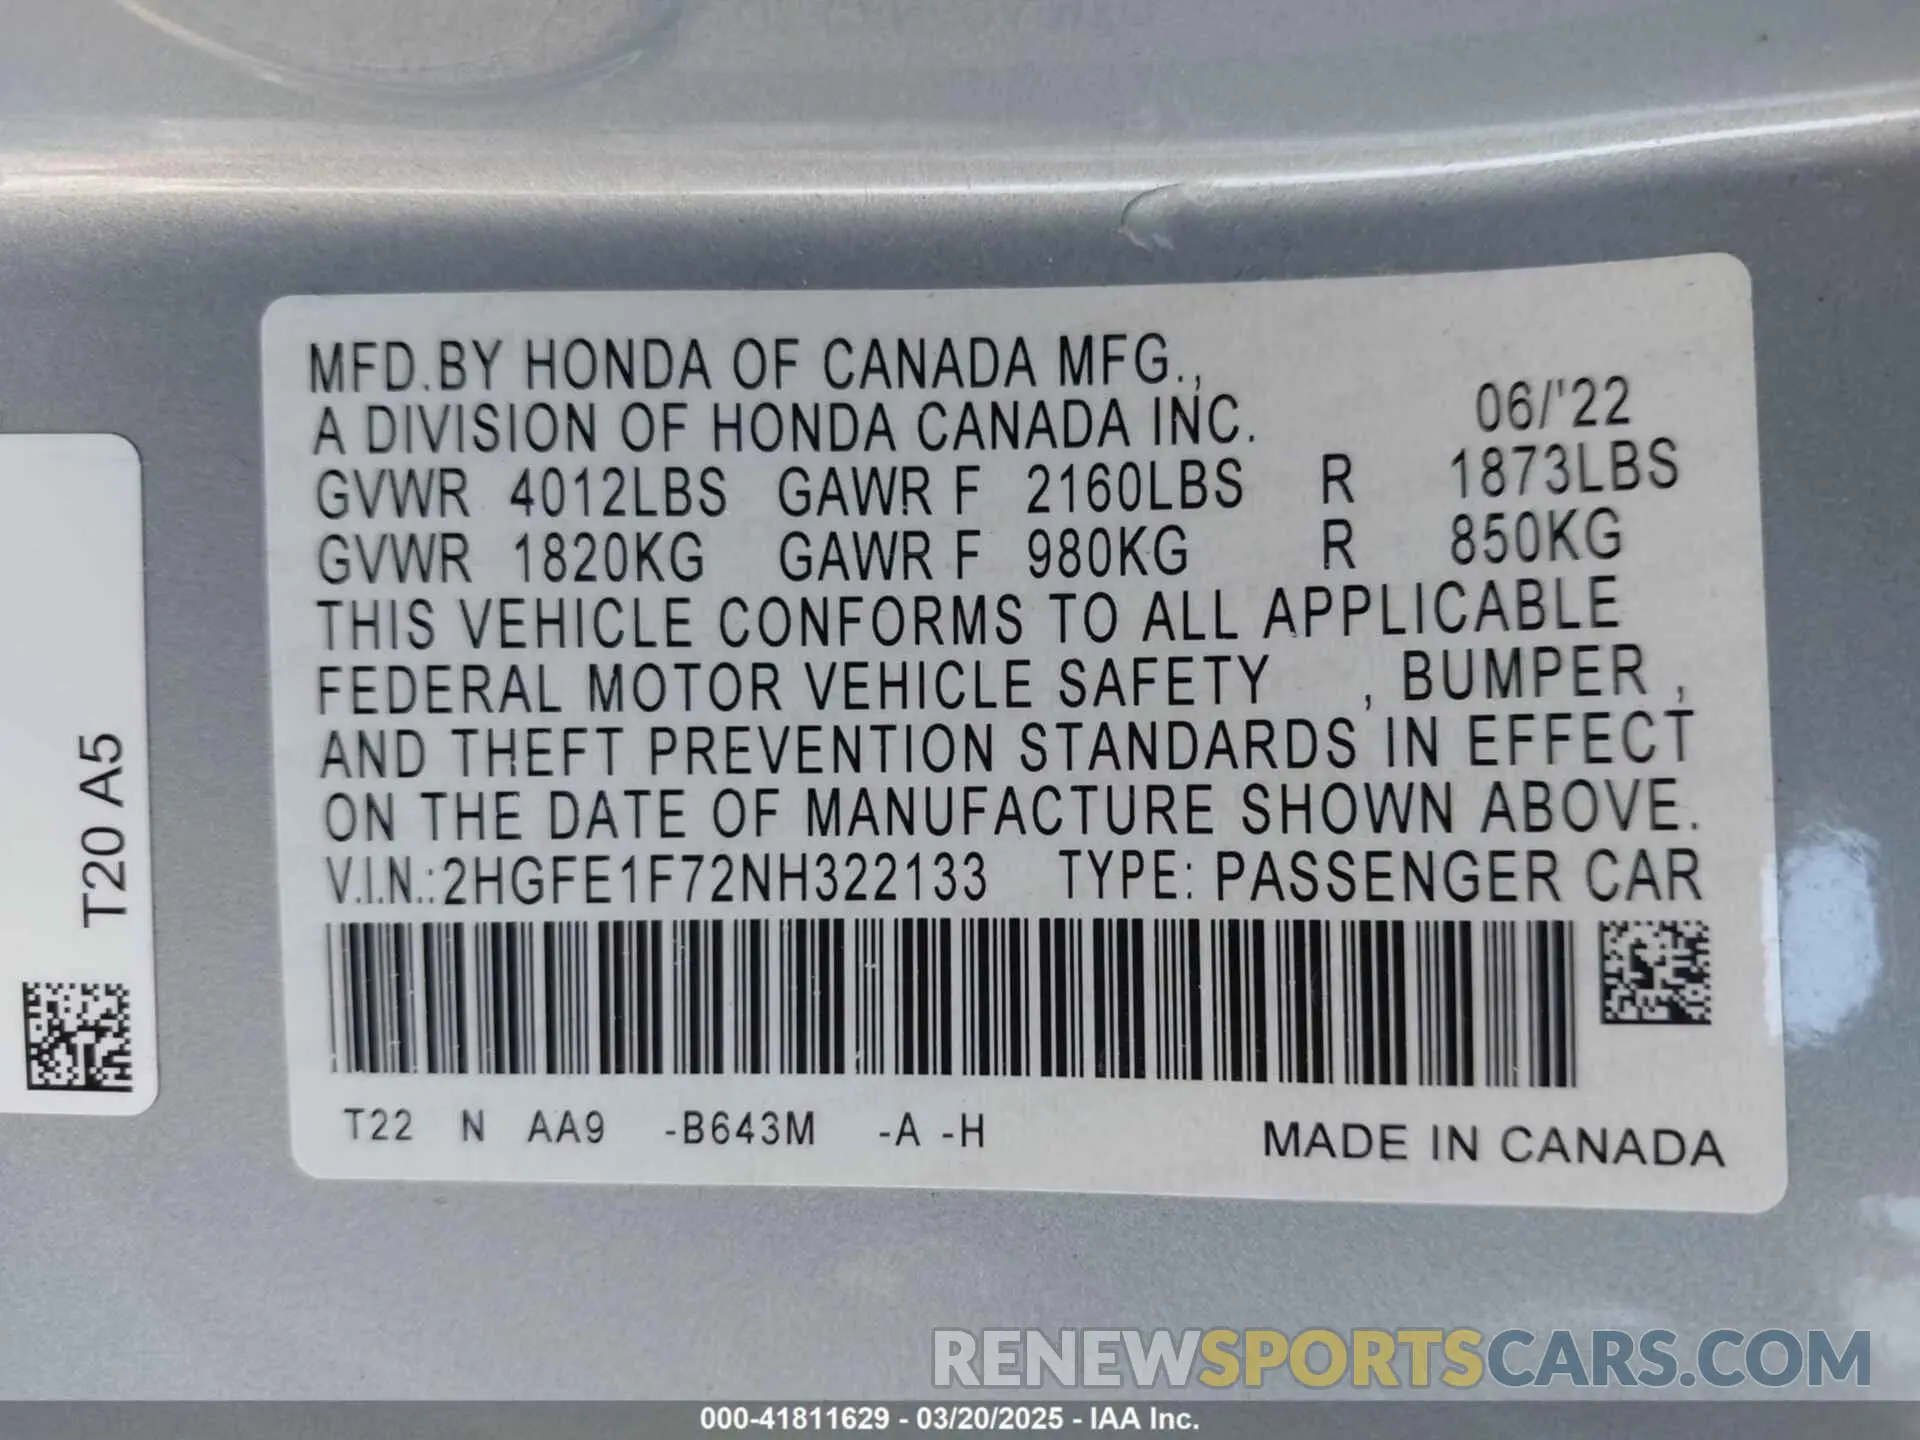 MFD.BY HONDA OF CANADA MFG.,
A DIVISION OF HONDA CANADA INC. 06/'22
GVWR 4012LBS GAWR F 2160LBS R 1873LBS
GVWR 1820KG GAWR F 980KG R 850KG
THIS VEHICLE CONFORMS TO ALL APPLICABLE
FEDERAL MOTOR VEHICLE SAFETY , BUMPER ,
AND THEFT PREVENTION STANDARDS IN EFFECT
ON THE DATE OF MANUFACTURE SHOWN ABOVE.
V.I.N.:2HGFE1F72NH322133 TYPE: PASSENGER CAR
T22 N AA9 -B643M -A -H MADE IN CANADA
T20 A5
RENEWSPORTSCARS.COM
000-41811629 - 03/20/2025 - IAA Inc.